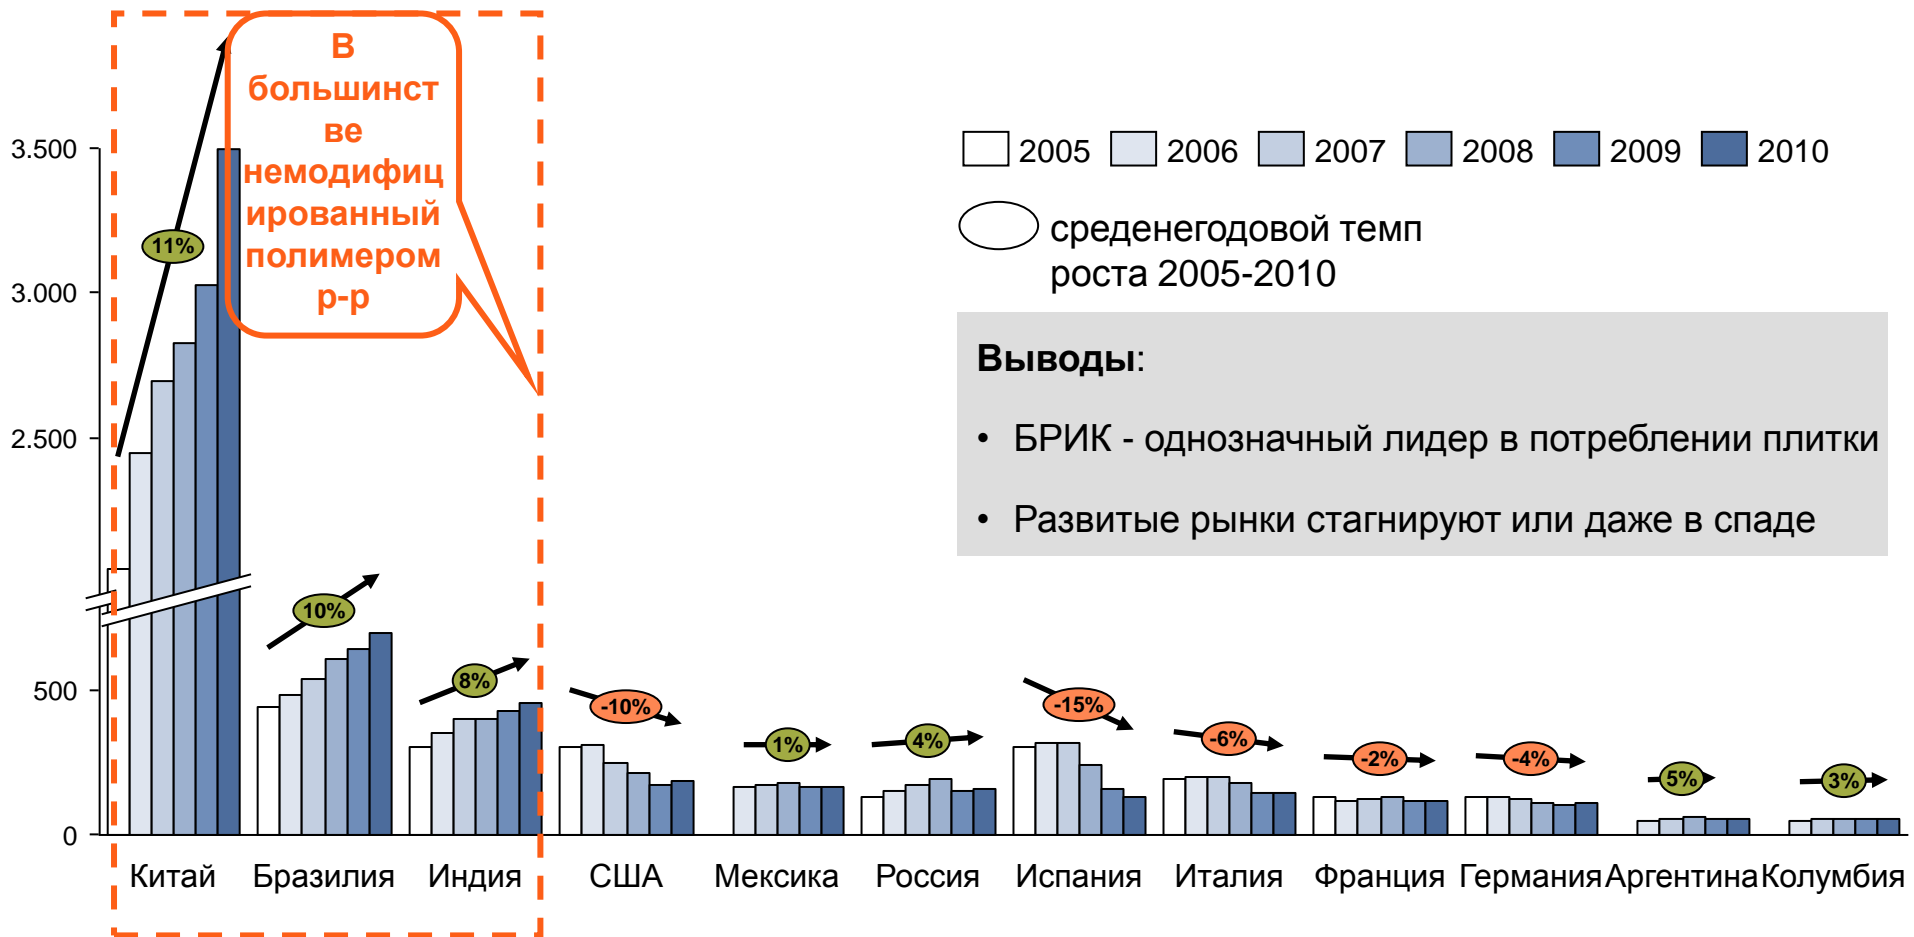 В
большинст
ве
немодифиц
ированный
полимером
р-р
3.500
3.000
2.500
500
0
11%
10%
8%
-10%
1%
4%
-15%
-6%
-2%
-4%
5%
3%
2005 2006 2007 2008 2009 2010
среденегодовой темп
роста 2005-2010
Выводы:
• БРИК - однозначный лидер в потреблении плитки
• Развитые рынки стагнируют или даже в спаде
Китай Бразилия Индия США Мексика Россия Испания Италия Франция Германия Аргентина Колумбия